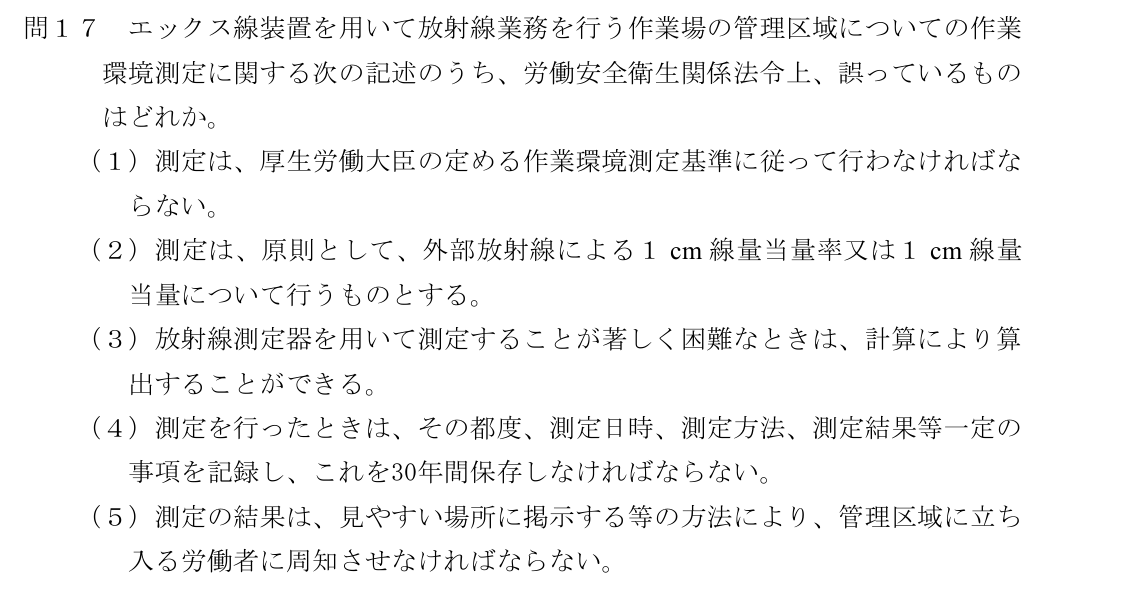 問１７　エックス線装置を用いて放射線業務を行う作業場の管理区域についての作業
環境測定に関する次の記述のうち、労働安全衛生関係法令上、誤っているもの
はどれか。
（１）測定は、厚生労働大臣の定める作業環境測定基準に従って行わなければな
らない。
（２）測定は、原則として、外部放射線による１ cm 線量当量率又は１ cm 線量
当量について行うものとする。
（３）放射線測定器を用いて測定することが著しく困難なときは、計算により算
出することができる。
（４）測定を行ったときは、その都度、測定日時、測定方法、測定結果等一定の
事項を記録し、これを30年間保存しなければならない。
（５）測定の結果は、見やすい場所に掲示する等の方法により、管理区域に立ち
入る労働者に周知させなければならない。